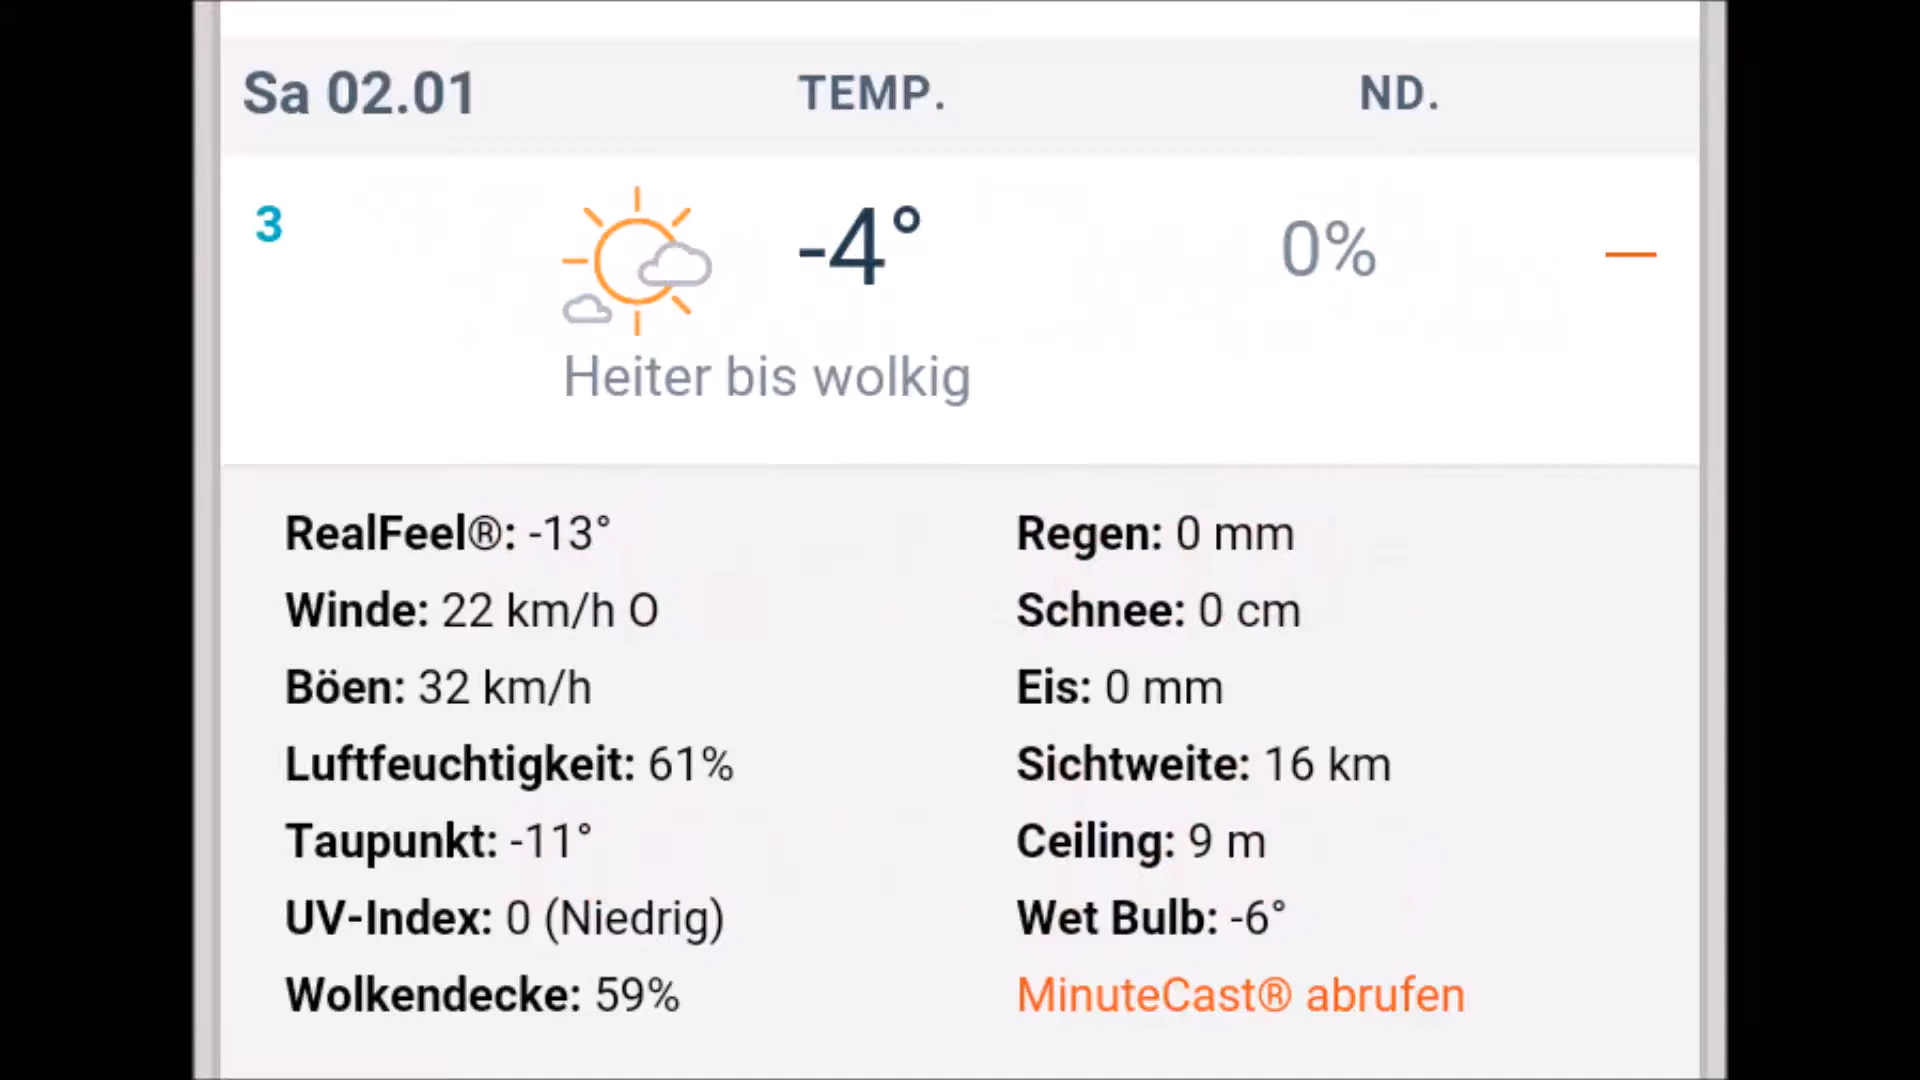 Sa 02.01 TEMP. ND.
3 -4° 0%
Heiter bis wolkig
RealFeel®: -13°
Winde: 22 km/h O
Böen: 32 km/h
Luftfeuchtigkeit: 61%
Taupunkt: -11°
UV-Index: 0 (Niedrig)
Wolkendecke: 59%
Regen: 0 mm
Schnee: 0 cm
Eis: 0 mm
Sichtweite: 16 km
Ceiling: 9 m
Wet Bulb: -6°
MinuteCast® abrufen